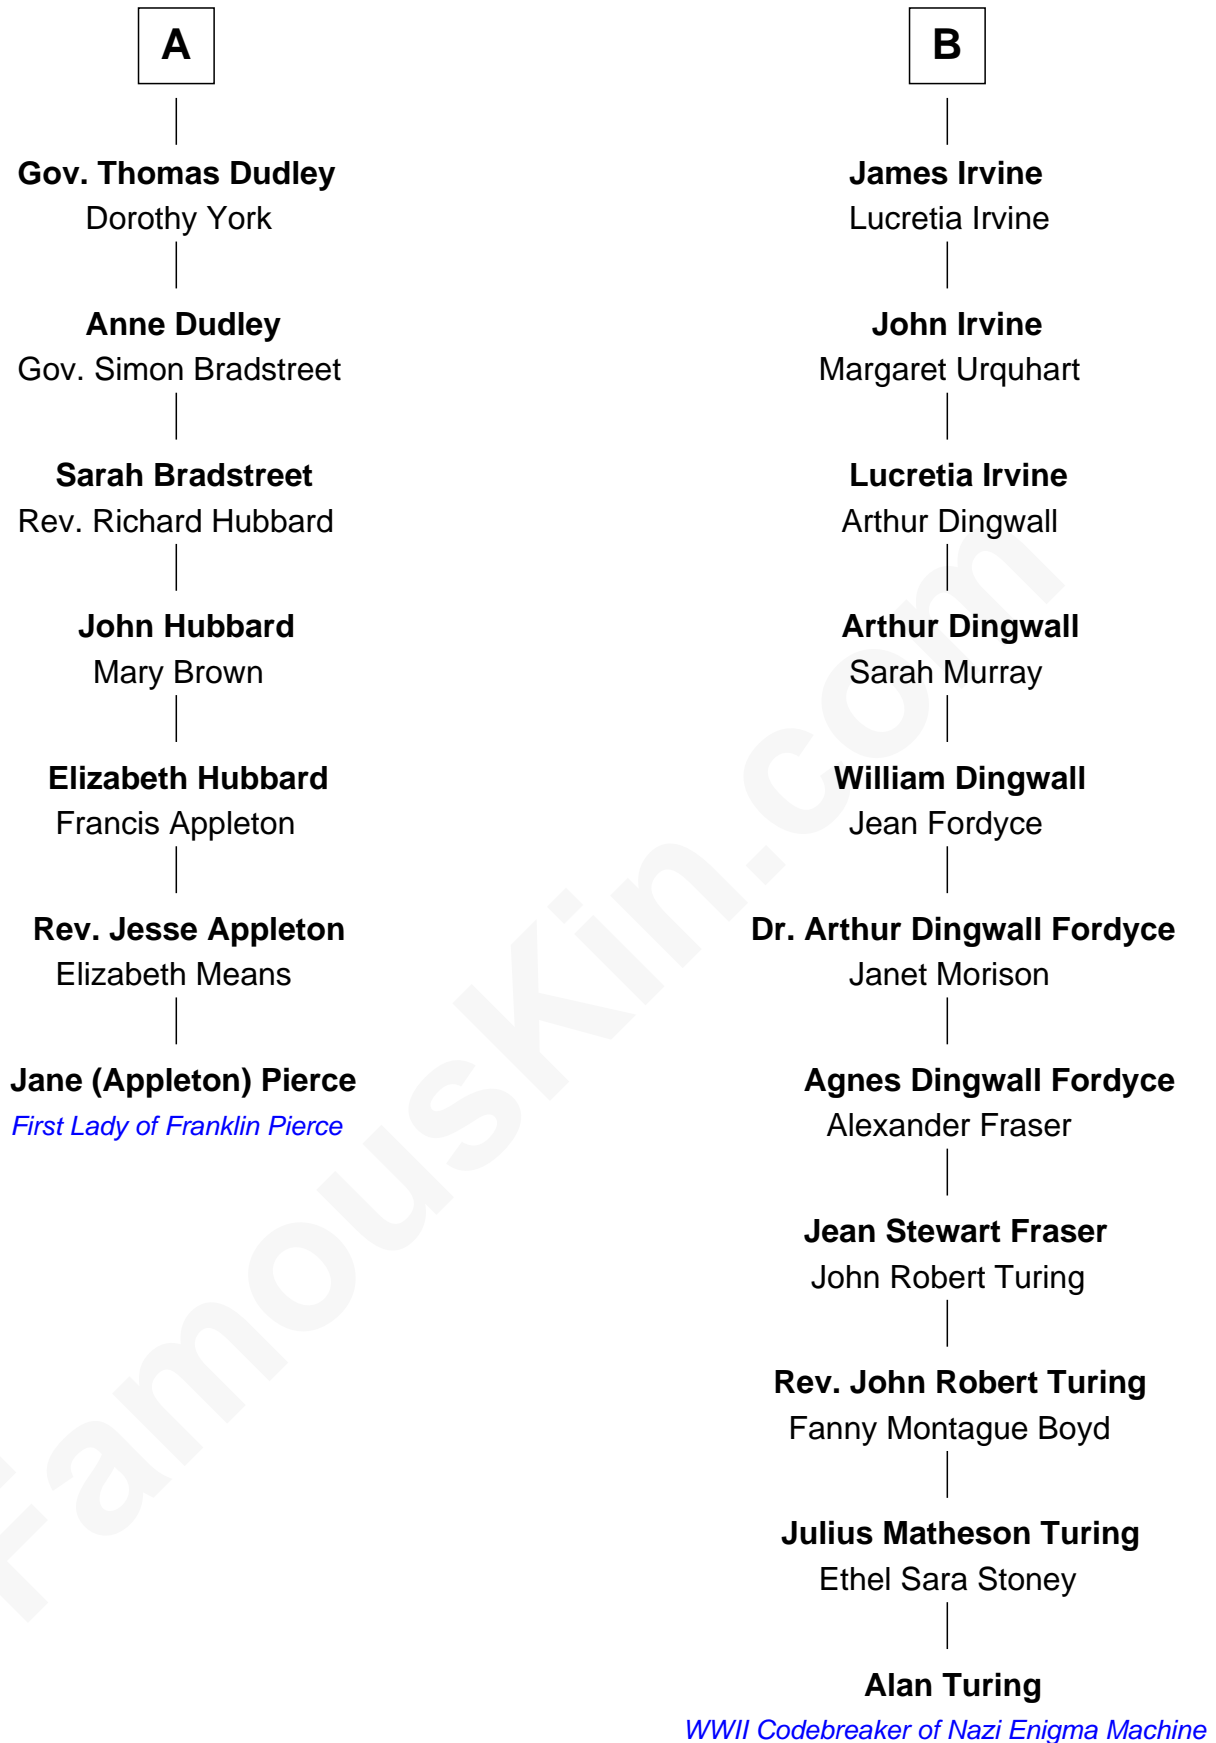 A
Gov. Thomas Dudley
Dorothy York
Anne Dudley
Gov. Simon Bradstreet
Sarah Bradstreet
Rev. Richard Hubbard
John Hubbard
Mary Brown
Elizabeth Hubbard
Francis Appleton
Rev. Jesse Appleton
Elizabeth Means
Jane (Appleton) Pierce
First Lady of Franklin Pierce
B
James Irvine
Lucretia Irvine
John Irvine
Margaret Urquhart
Lucretia Irvine
Arthur Dingwall
Arthur Dingwall
Sarah Murray
William Dingwall
Jean Fordyce
Dr. Arthur Dingwall Fordyce
Janet Morison
Agnes Dingwall Fordyce
Alexander Fraser
Jean Stewart Fraser
John Robert Turing
Rev. John Robert Turing
Fanny Montague Boyd
Julius Matheson Turing
Ethel Sara Stoney
Alan Turing
WWII Codebreaker of Nazi Enigma Machine
FamousKin.com